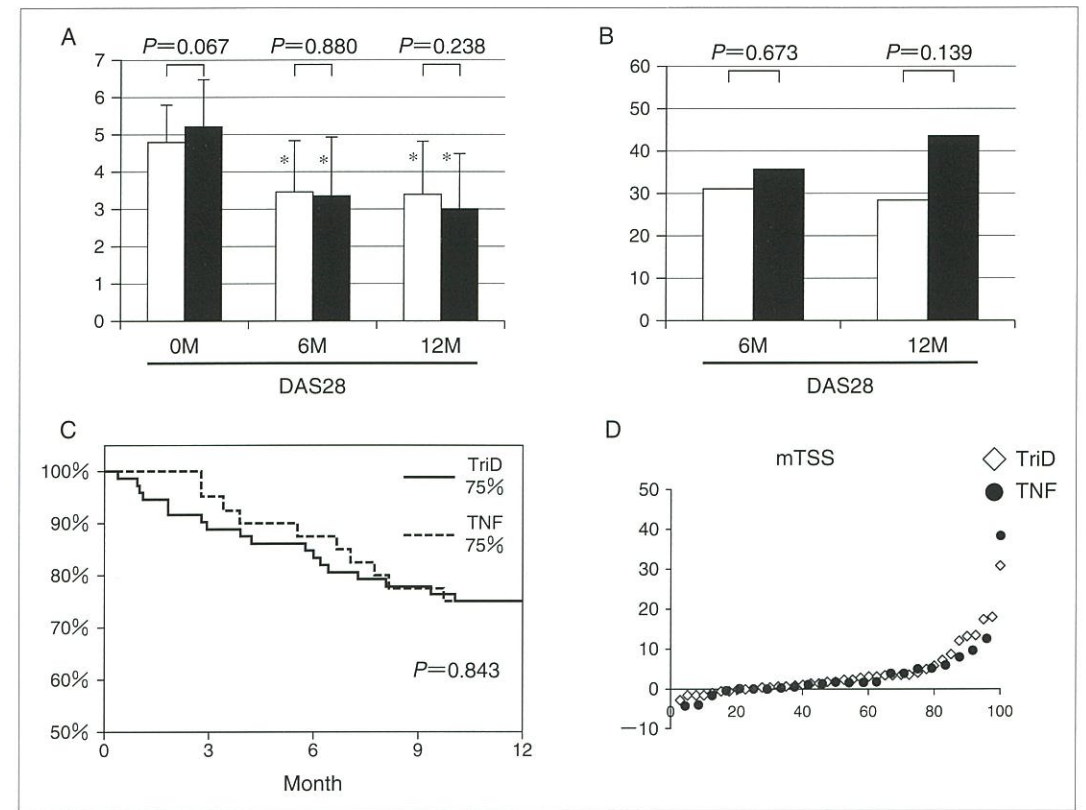 A
P=0.067 P=0.880 P=0.238
7
6
5
4
3
2
1
0
* * * *
0M 6M 12M
DAS28
B
P=0.673 P=0.139
60
50
40
30
20
10
0
6M 12M
DAS28
C
100%
90%
80%
70%
60%
50%
TriD
75%
TNF
75%
P=0.843
0 3 6 9 12
Month
D
mTSS
TriD
TNF
50
40
30
20
10
0
−10
0 20 40 60 80 100